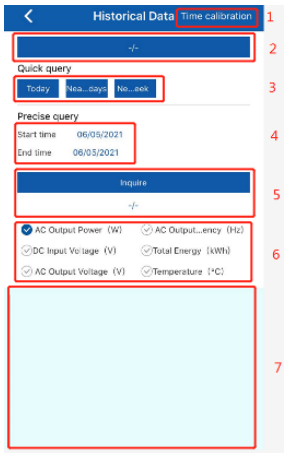 Historical Data Time calibration 1
-/- 2
Quick query
Today Nea...days Ne...eek 3
Precise query
Start time 06/05/2021 4
End time 06/05/2021
Inquire 5
-/-
AC Output Power (W) AC Output...ency (Hz)
DC Input Voltage (V) Total Energy (kWh) 6
AC Output Voltage (V) Temperature (°C)
7